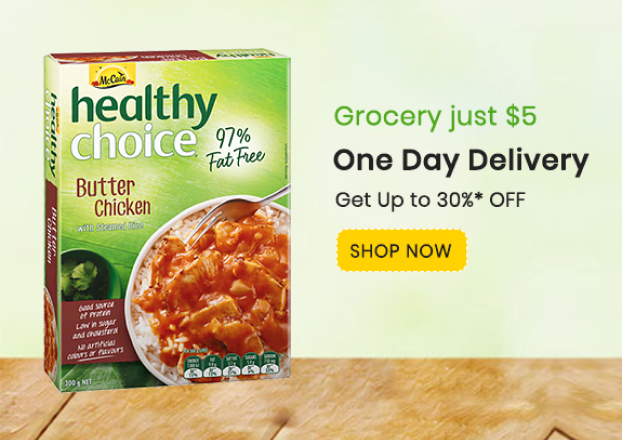 McCain
healthy
choice
97%
Fat Free
Butter
Chicken
with Steamed Rice
Good source
of Protein
Low in sugar
and cholesterol
No artificial
colours or flavours
300g NET
Grocery just $5
One Day Delivery
Get Up to 30%* OFF
SHOP NOW